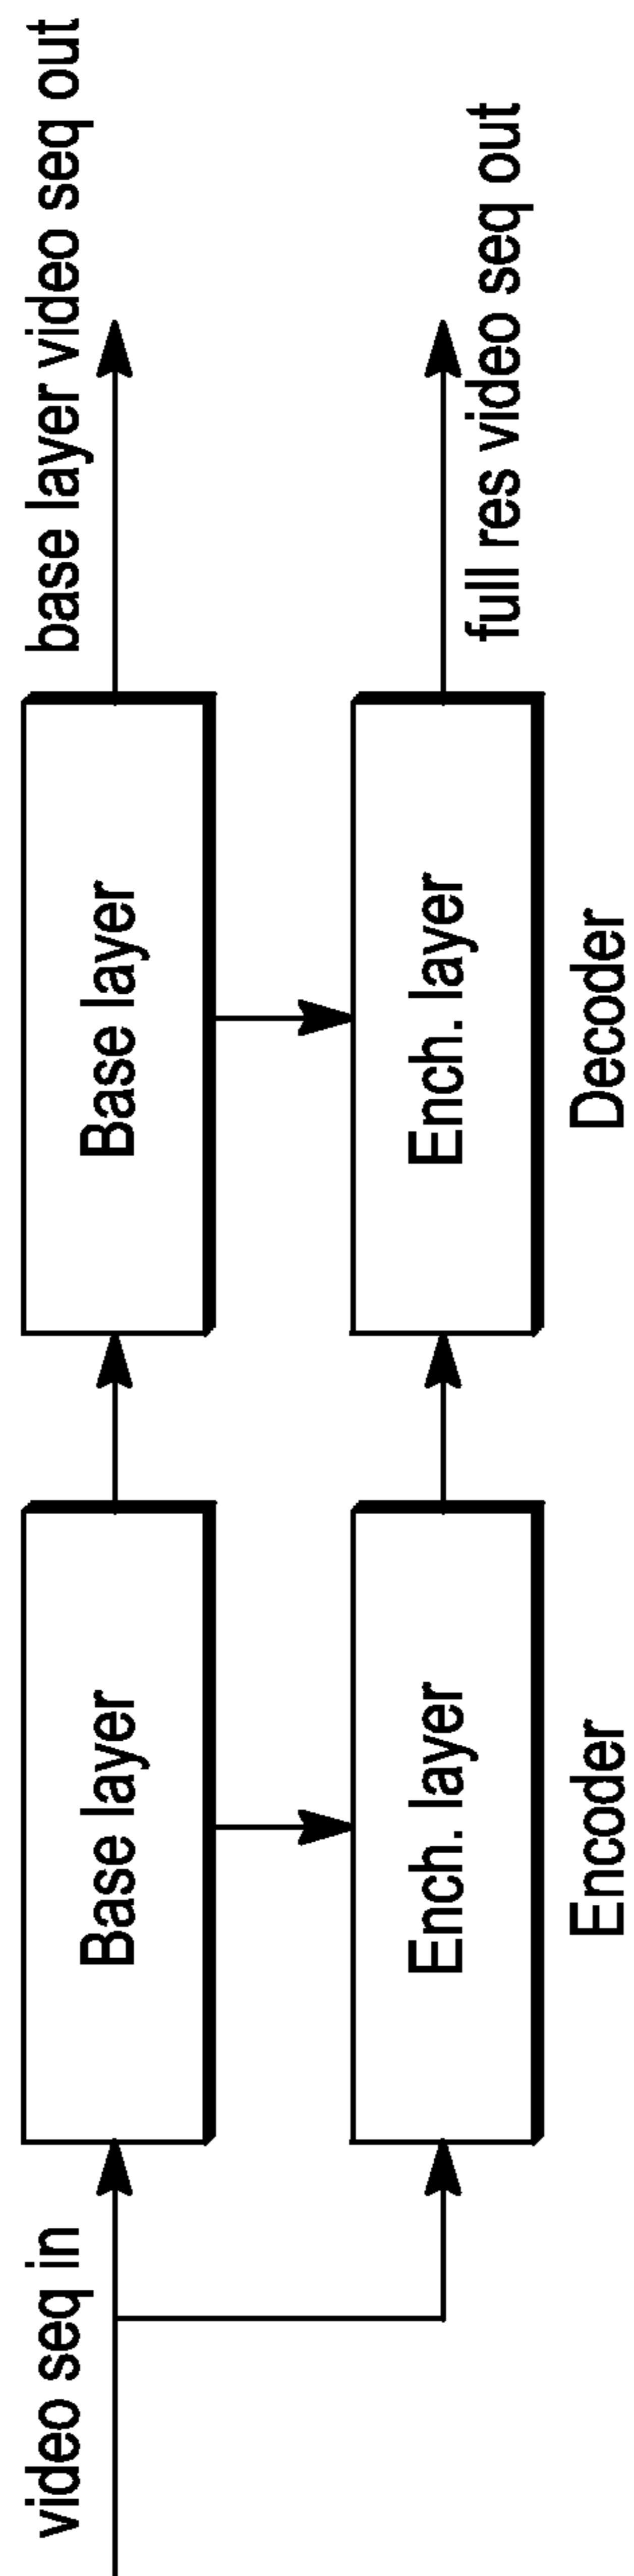 video seq in
Base layer
Base layer
base layer video seq out
Ench. layer
Ench. layer
full res video seq out
Encoder
Decoder